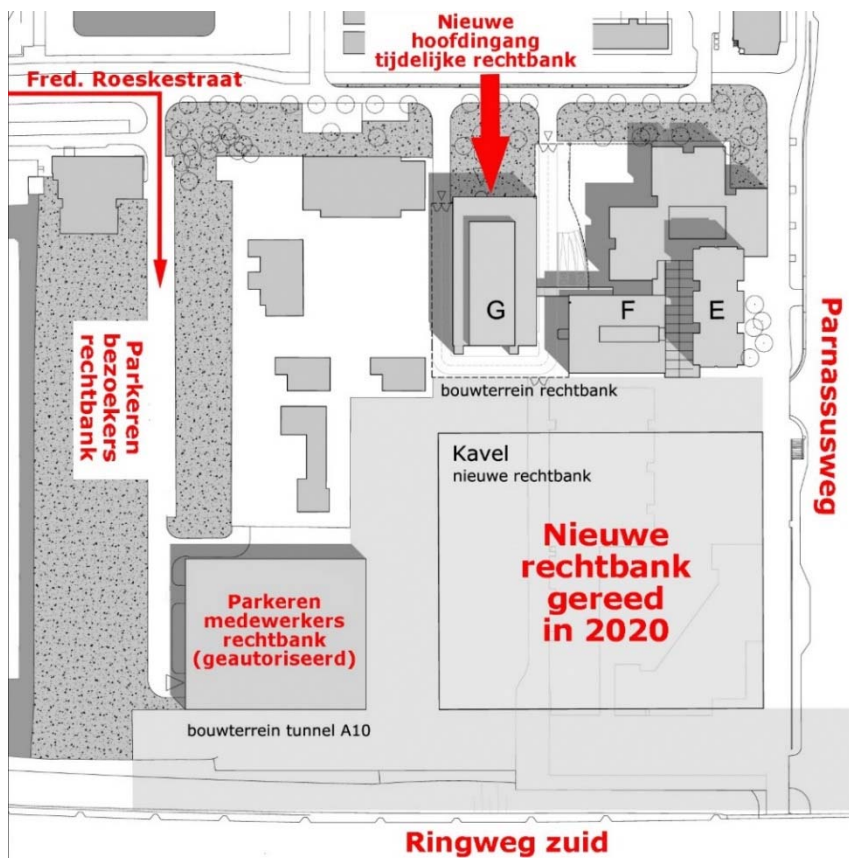 Nieuwe
hoofdingang
tijdelijke rechtbank
Fred. Roeskestraat
Parkeren
bezoekers
rechtbank
G
F
E
Parnassusweg
bouwterrein rechtbank
Kavel
nieuwe rechtbank
Nieuwe
rechtbank
gereed
in 2020
Parkeren
medewerkers
rechtbank
(geautoriseerd)
bouwterrein tunnel A10
Ringweg zuid